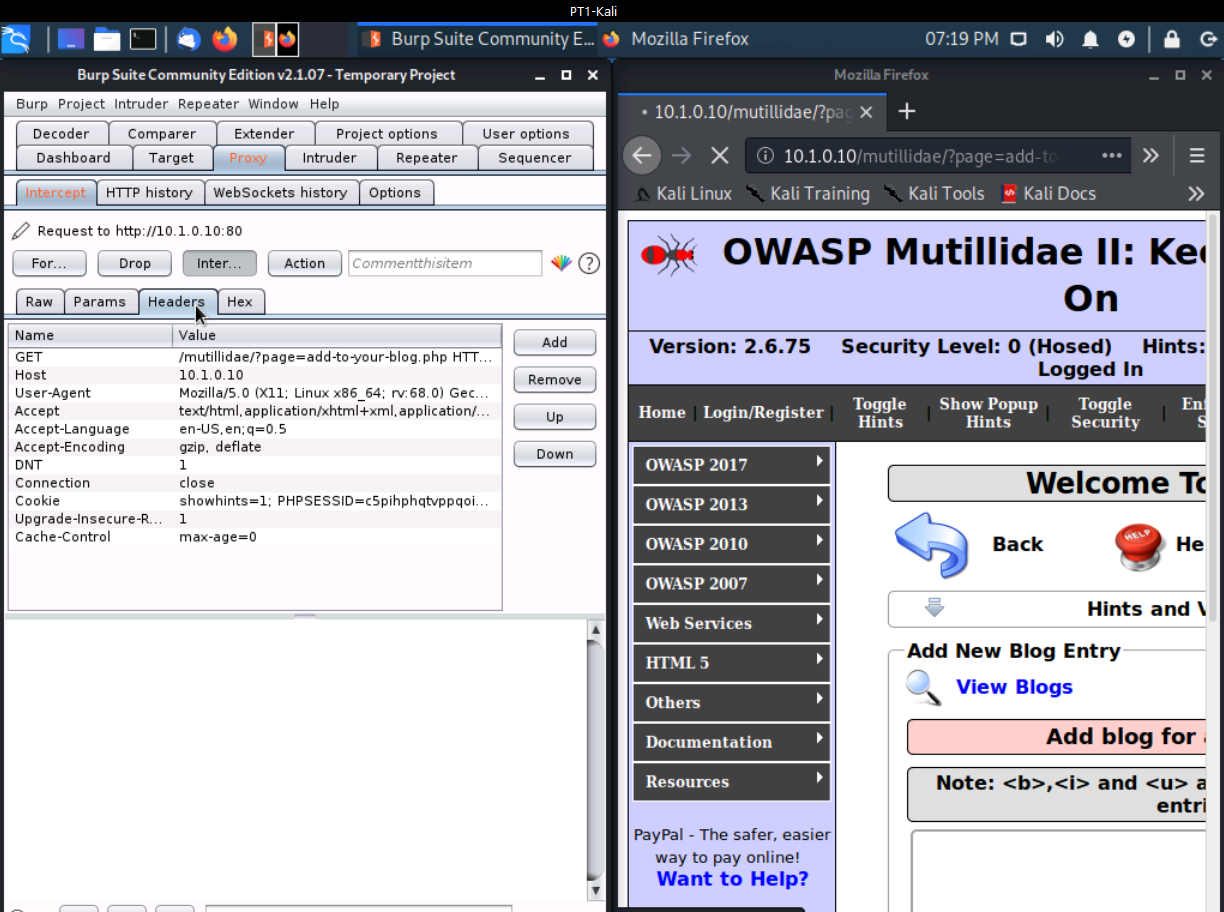 PT1-Kali
Burp Suite Community E...
Mozilla Firefox
07:19 PM
Burp Suite Community Edition v2.1.07 - Temporary Project
Burp Project Intruder Repeater Window Help
Decoder Comparer Extender Project options User options
Dashboard Target Proxy Intruder Repeater Sequencer
Intercept HTTP history WebSockets history Options
Request to http://10.1.0.10:80
For... Drop Inter... Action Commentthisitem ?
Raw Params Headers Hex
Name Value
GET /mutillidae/?page=add-to-your-blog.php HTT...
Host 10.1.0.10
User-Agent Mozilla/5.0 (X11; Linux x86_64; rv:68.0) Gec...
Accept text/html,application/xhtml+xml,application/...
Accept-Language en-US,en;q=0.5
Accept-Encoding gzip, deflate
DNT 1
Connection close
Cookie showhints=1; PHPSESSID=c5pihphqtvppqoi...
Upgrade-Insecure-R... 1
Cache-Control max-age=0
Add
Remove
Up
Down
Mozilla Firefox
10.1.0.10/mutillidae/?pag
10.1.0.10/mutillidae/?page=add-to
Kali Linux Kali Training Kali Tools Kali Docs
OWASP Mutillidae II: Kee
On
Version: 2.6.75 Security Level: 0 (Hosed) Hints:
Logged In
Home Login/Register Toggle Hints Show Popup Hints Toggle Security Enf S
OWASP 2017
OWASP 2013
OWASP 2010
OWASP 2007
Web Services
HTML 5
Others
Documentation
Resources
PayPal - The safer, easier
way to pay online!
Want to Help?
Welcome To
Back HELP He
Hints and V
Add New Blog Entry
View Blogs
Add blog for a
Note: <b>,<i> and <u> a
entri